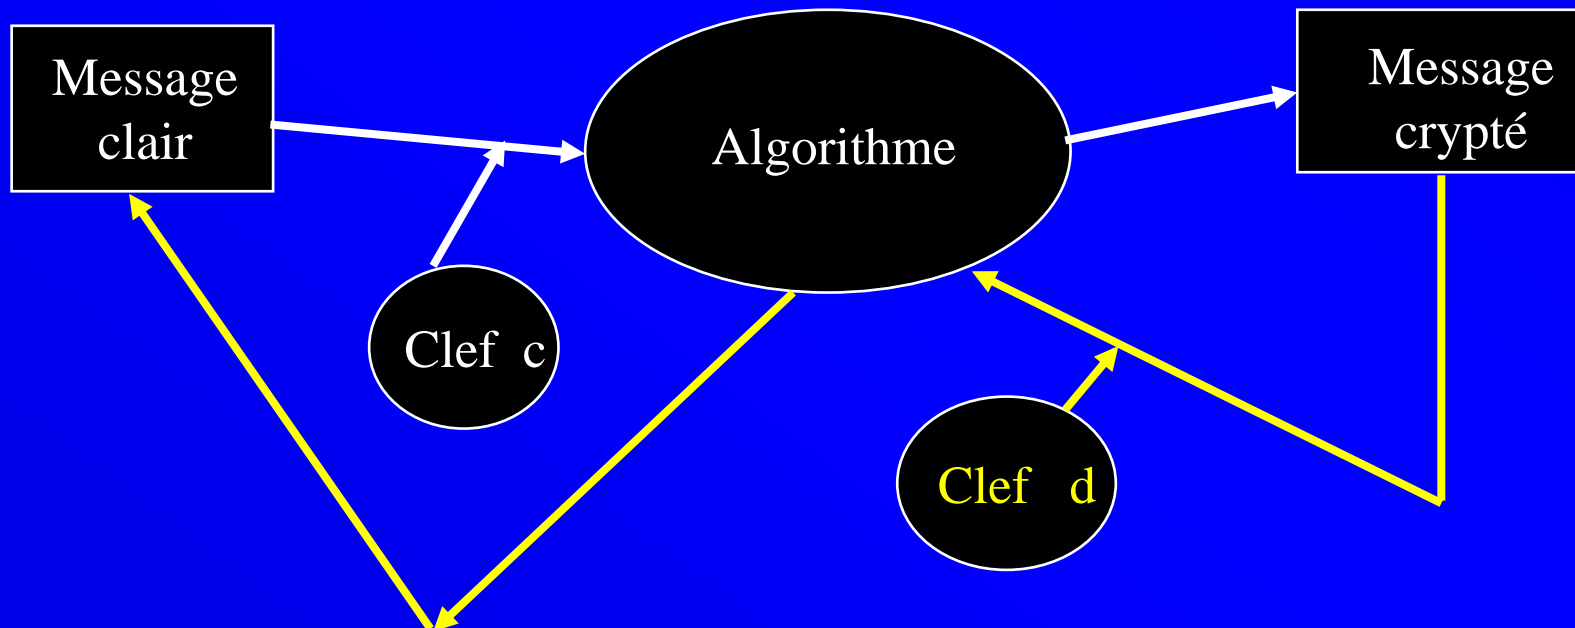 Message
clair
Algorithme
Message
crypté
Clef c
Clef d